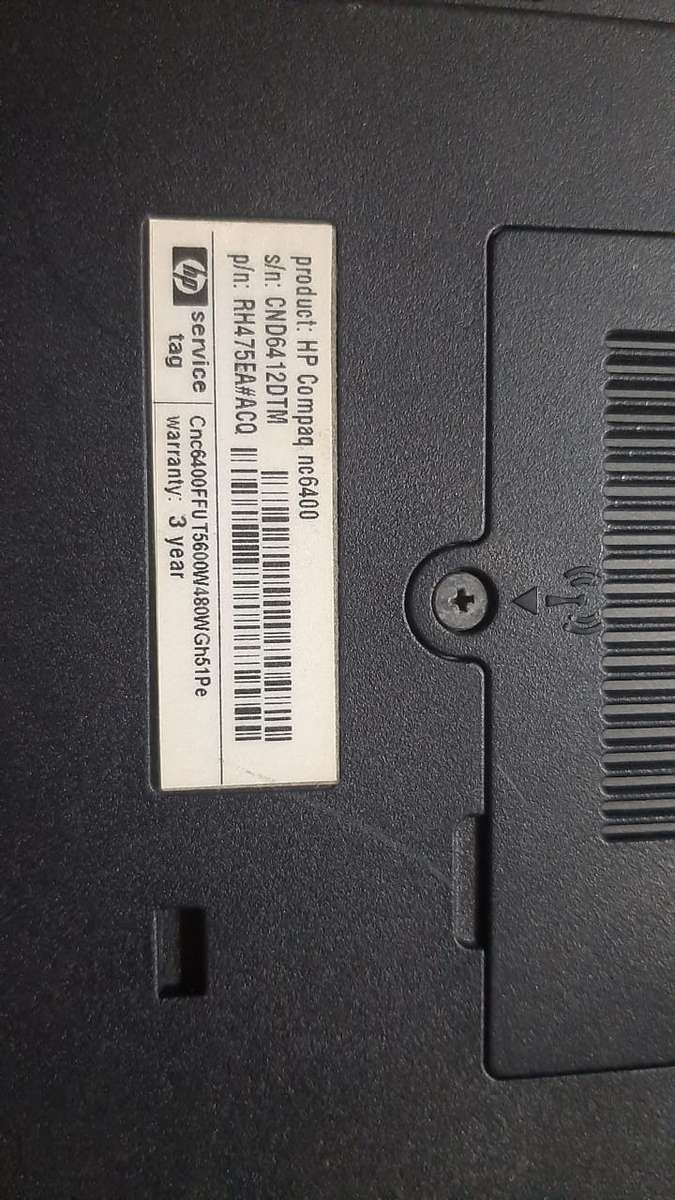 product: HP Compaq nc6400
s/n: CND6412DTM
p/n: RH475EA#ACQ
hp service tag
Cnc6400FFUT5600W480WGh51Pe
warranty: 3 year